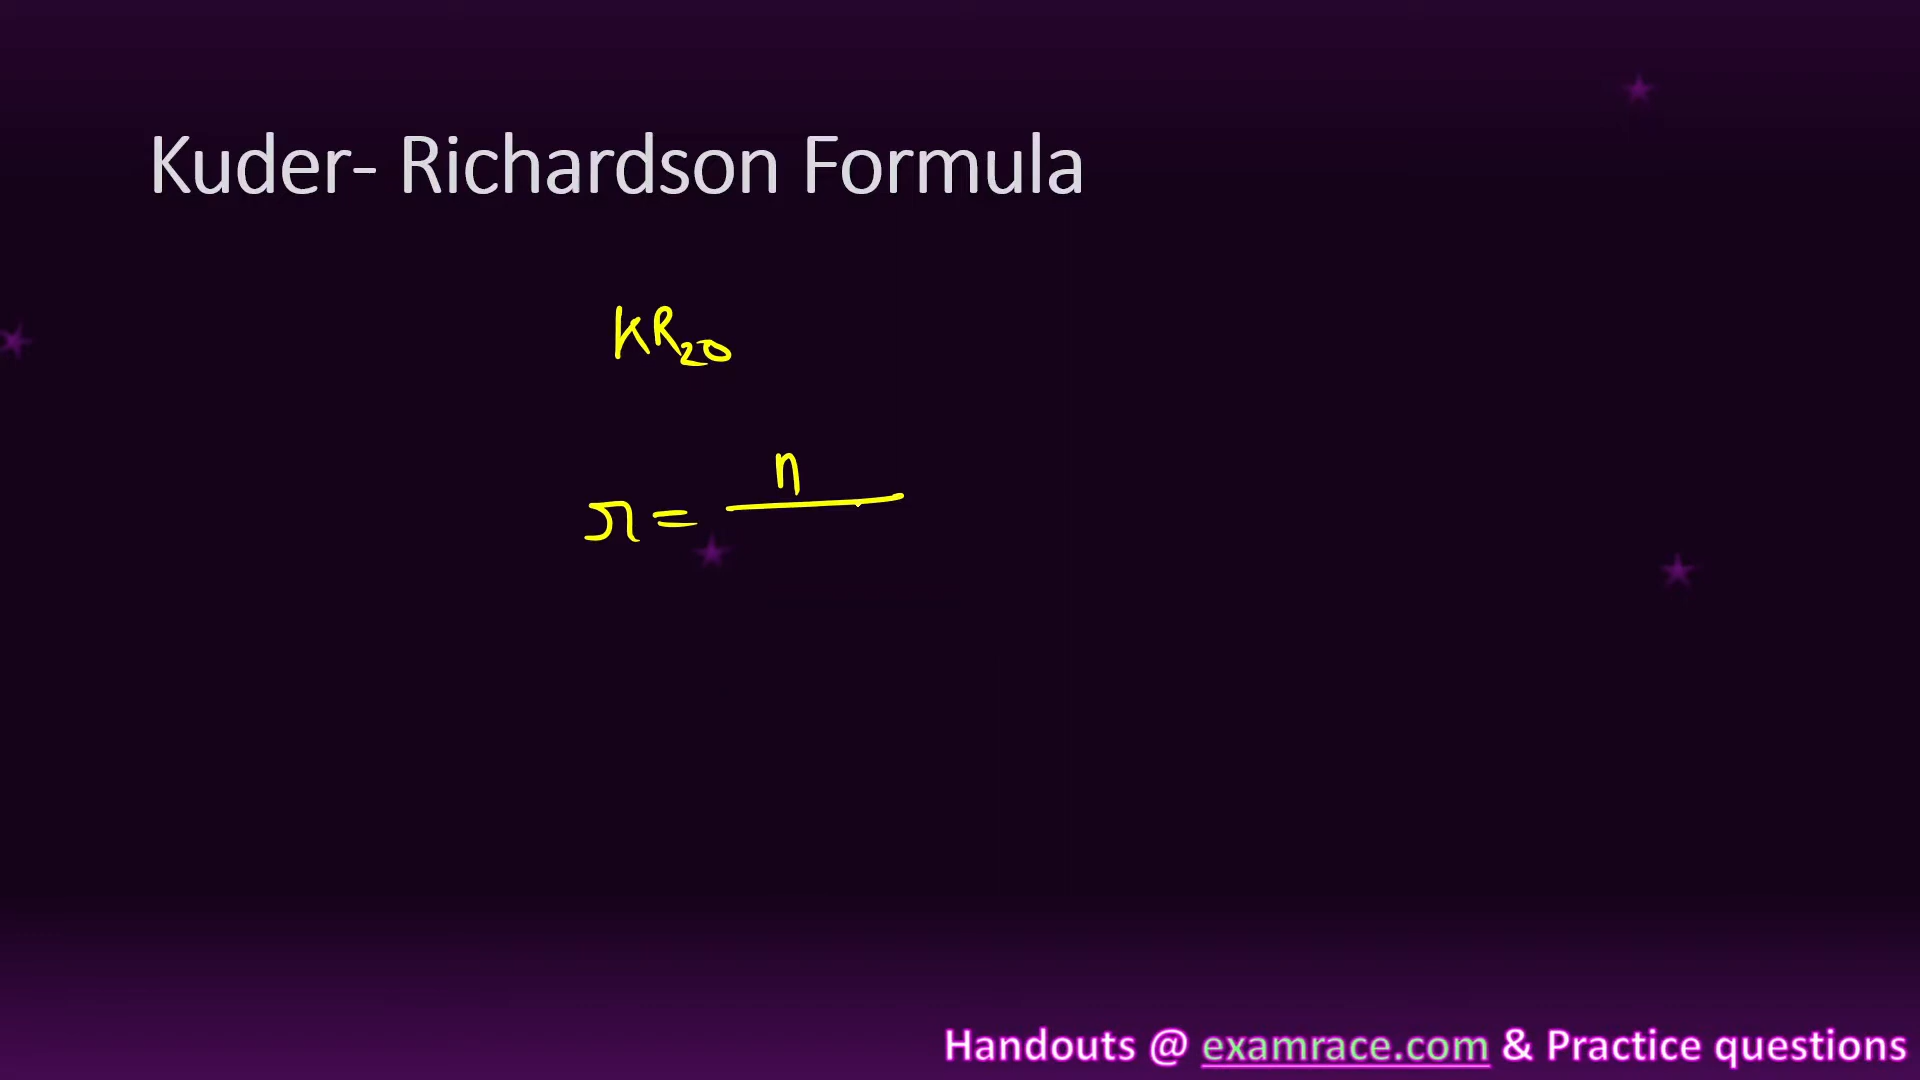 Kuder- Richardson Formula
KR20
r = n
Handouts @ examrace.com & Practice questions